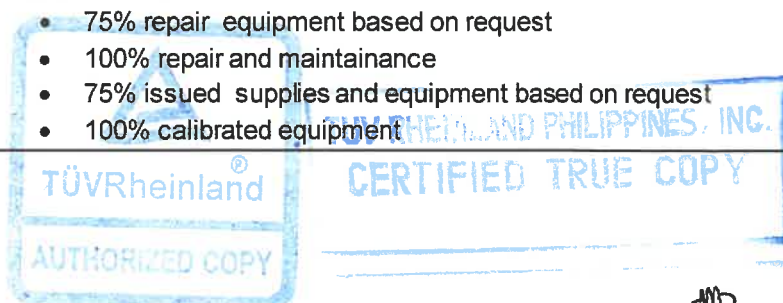 • 75% repair equipment based on request
• 100% repair and maintainance
• 75% issued supplies and equipment based on request
• 100% calibrated equipment
TÜV RHEINLAND PHILIPPINES, INC.
TÜVRheinland®
CERTIFIED TRUE COPY
AUTHORIZED COPY